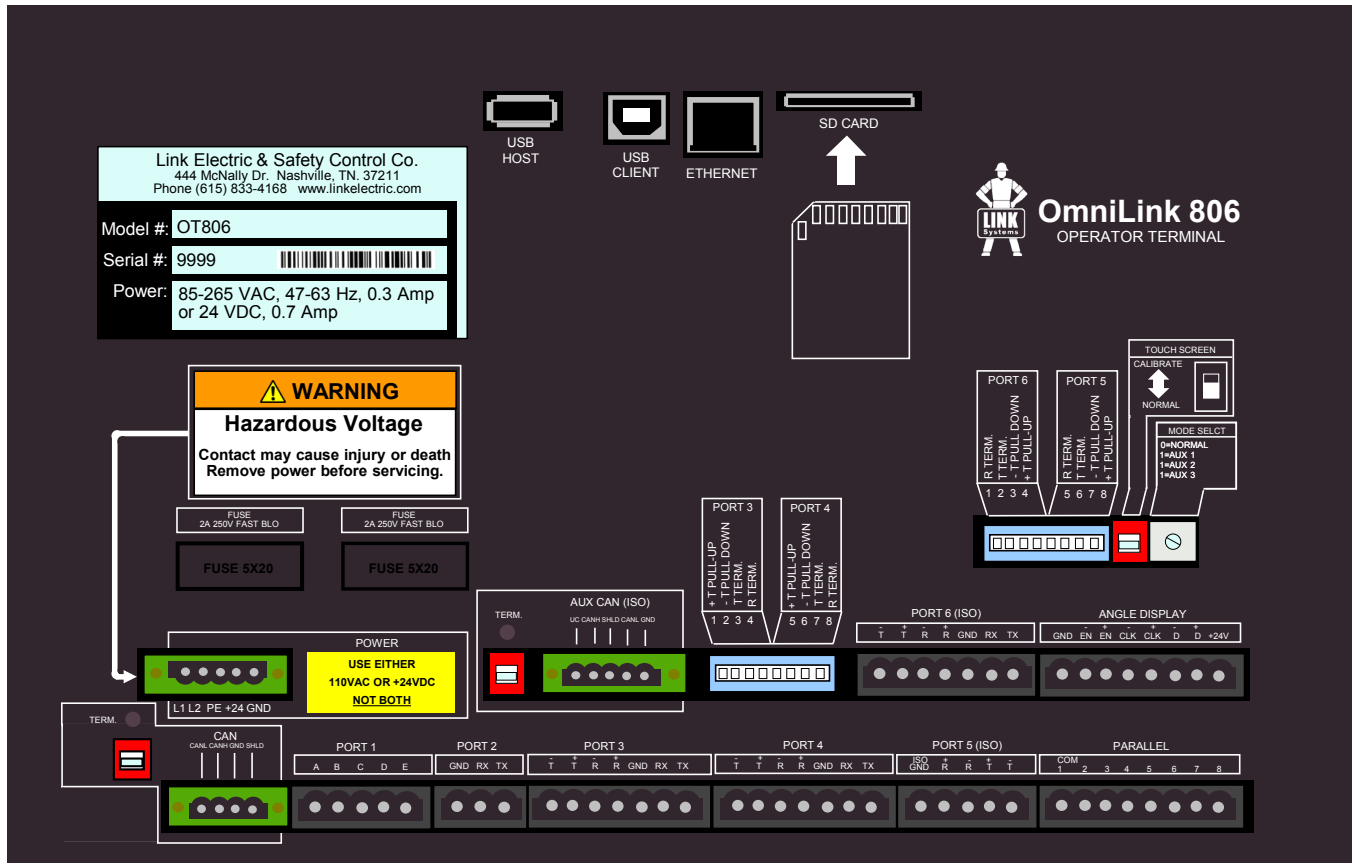 USB
HOST
USB
CLIENT
ETHERNET
SD CARD
Link Electric & Safety Control Co.
444 McNally Dr. Nashville, TN. 37211
Phone (615) 833-4168 www.linkelectric.com
Model #: OT806
Serial #: 9999
Power: 85-265 VAC, 47-63 Hz, 0.3 Amp
or 24 VDC, 0.7 Amp
LINK
Systems
OmniLink 806
OPERATOR TERMINAL
WARNING
Hazardous Voltage
Contact may cause injury or death
Remove power before servicing.
FUSE
2A 250V FAST BLO
FUSE 5X20
FUSE
2A 250V FAST BLO
FUSE 5X20
TOUCH SCREEN
CALIBRATE
NORMAL
MODE SELCT
0=NORMAL
1=AUX 1
1=AUX 2
1=AUX 3
PORT 6
R TERM.
T TERM.
- T PULL DOWN
+ T PULL-UP
1 2 3 4
PORT 5
R TERM.
T TERM.
- T PULL DOWN
+ T PULL-UP
5 6 7 8
PORT 3
+ T PULL-UP
- T PULL DOWN
T TERM.
R TERM.
1 2 3 4
PORT 4
+ T PULL-UP
- T PULL DOWN
T TERM.
R TERM.
5 6 7 8
POWER
USE EITHER
110VAC OR +24VDC
NOT BOTH
L1 L2 PE +24 GND
TERM.
AUX CAN (ISO)
UC CANH SHLD CANL GND
PORT 6 (ISO)
- + - +
T T R R GND RX TX
ANGLE DISPLAY
- + - + - +
GND EN EN CLK CLK D D +24V
TERM.
CAN
CANL CANH GND SHLD
PORT 1
A B C D E
PORT 2
GND RX TX
PORT 3
- + - +
T T R R GND RX TX
PORT 4
- - + +
T T R R GND RX TX
PORT 5 (ISO)
ISO + - + -
GND R R T T
PARALLEL
COM
1 2 3 4 5 6 7 8